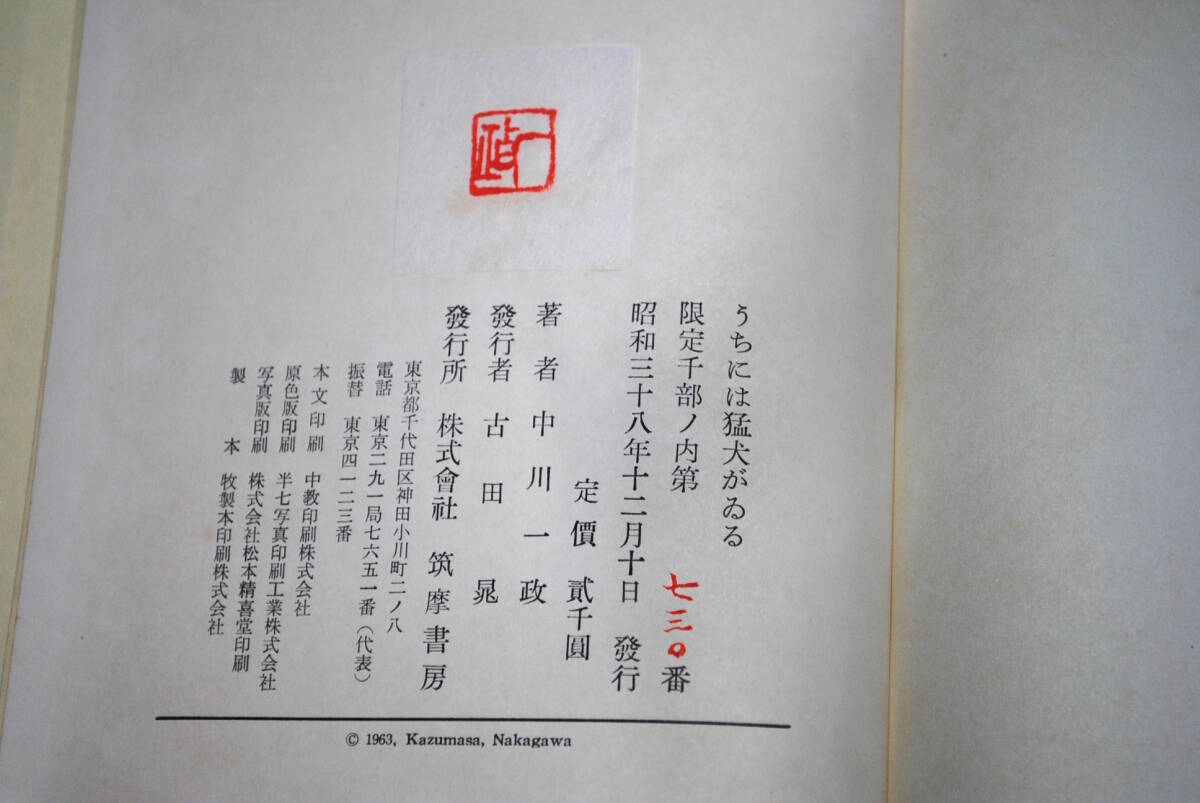 一政
うちには猛犬がゐる
限定千部ノ内第 七三〇番
昭和三十八年十二月十日 發行
定價 貳千圓
著者 中川一政
發行者 古田晁
發行所 株式會社 筑摩書房
東京都千代田区神田小川町二ノ八
電話 東京二九一局七六五一番(代表)
振替 東京四一二三番
本文印刷 中教印刷株式会社
原色版印刷 半七写真印刷工業株式会社
写真版印刷 株式会社松本精喜堂印刷
製本 牧製本印刷株式会社
© 1963, Kazumasa, Nakagawa